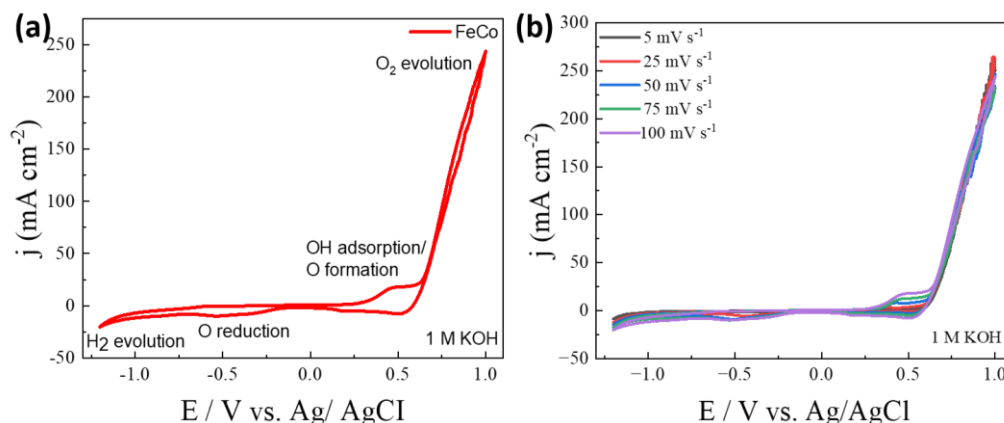 (a)
FeCo
O₂ evolution
OH adsorption/
O formation
O reduction
H2 evolution
1 M KOH
250
200
150
100
50
0
-50
-1.0
-0.5
0.0
0.5
1.0
j (mA cm⁻²)
E / V vs. Ag/ AgCI
(b)
5 mV s⁻¹
25 mV s⁻¹
50 mV s⁻¹
75 mV s⁻¹
100 mV s⁻¹
1 M KOH
300
250
200
150
100
50
0
−50
−1.0
−0.5
0.0
0.5
1.0
j (mA cm⁻²)
E / V vs. Ag/AgCl